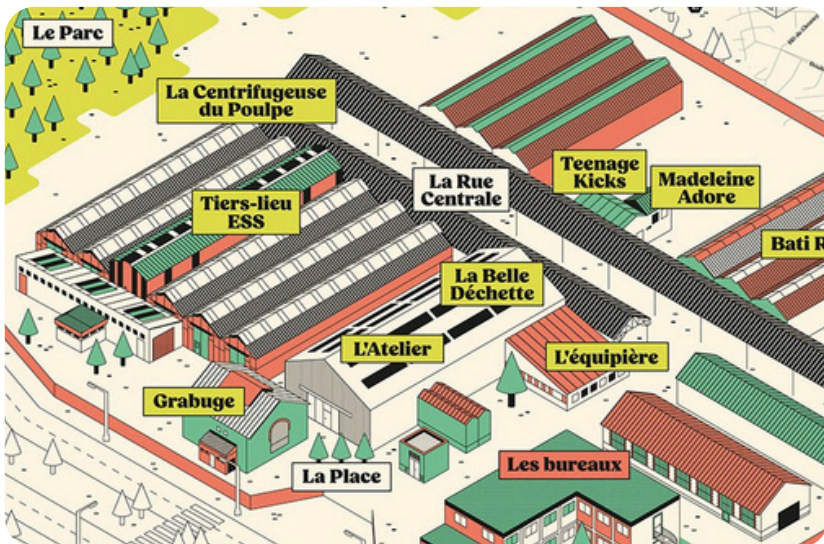 Le Parc
La Centrifugeuse
du Poulpe
Teenage
Kicks
Madeleine
Adore
La Rue
Centrale
Tiers-lieu
ESS
Bati R
La Belle
Déchette
L'Atelier
L'équipière
Grabuge
La Place
Les bureaux